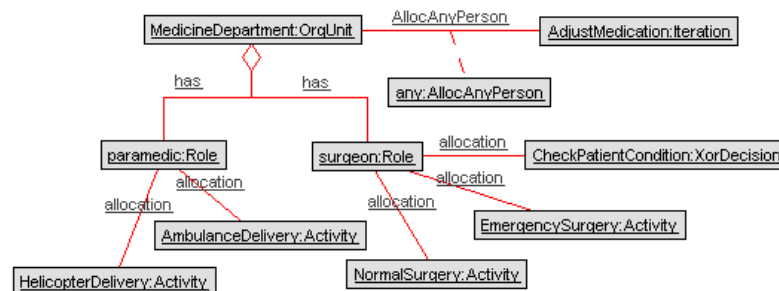 AllocAnyPerson
MedicineDepartment:OrgUnit
AdjustMedication:Iteration
has
has
any:AllocAnyPerson
paramedic:Role
surgeon:Role
allocation
CheckPatientCondition:XorDecision
allocation
allocation
allocation
allocation
AmbulanceDelivery:Activity
EmergencySurgery:Activity
HelicopterDelivery:Activity
NormalSurgery:Activity